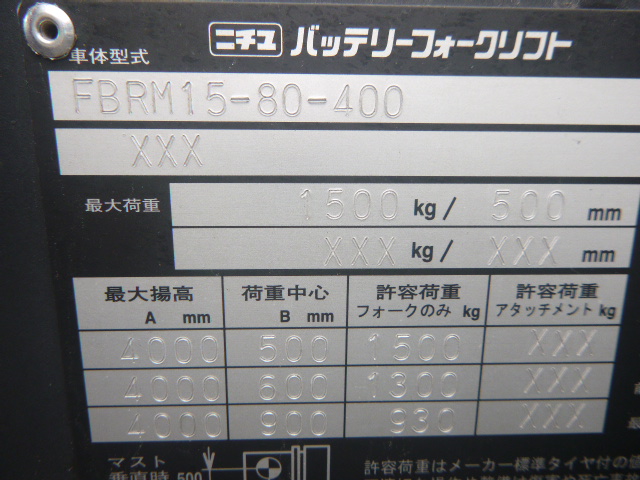 ニチユ バッテリーフォークリフト
車体型式
FBRM15-80-400
XXX
最大荷重 1500 kg/ 500 mm
XXX kg/ XXX mm
最大揚高 荷重中心 許容荷重 許容荷重
A mm B mm フォークのみ kg アタッチメント kg
4000 500 1500 XXX
4000 600 1300 XXX
4000 900 930 XXX
マスト
垂直時 500
許容荷重はメーカー標準タイヤ付の